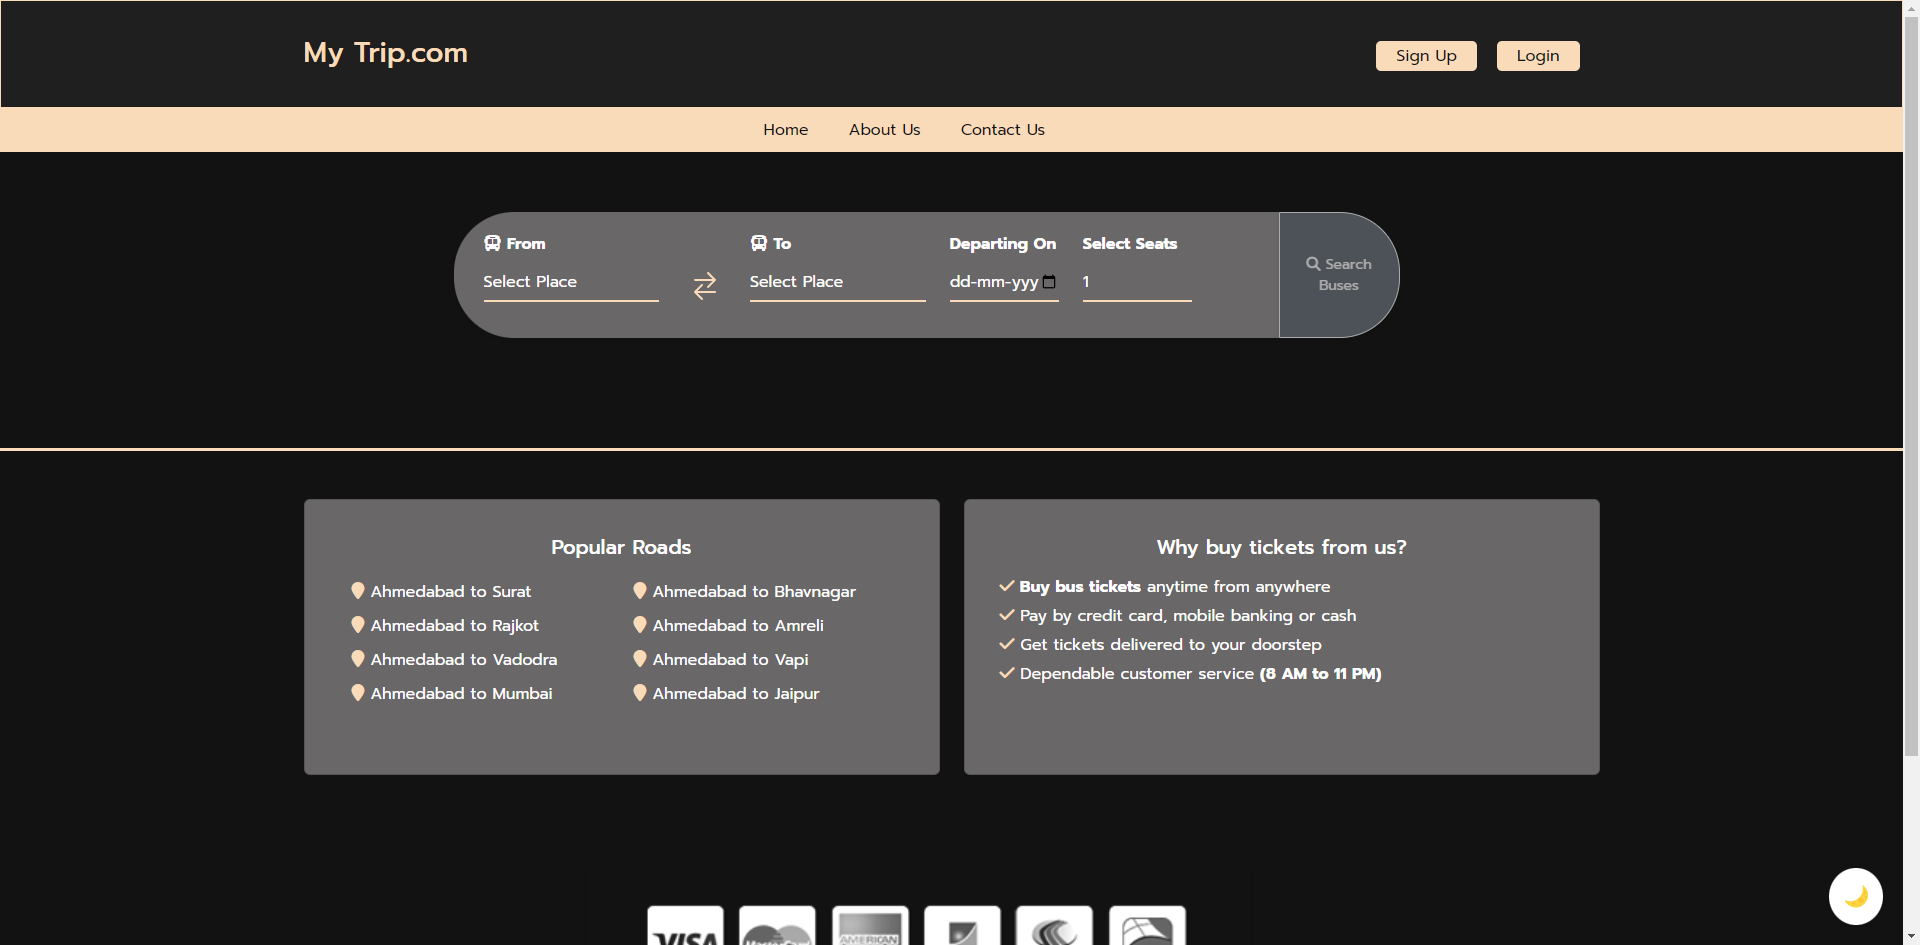 My Trip.com
Sign Up
Login
Home
About Us
Contact Us
From
To
Departing On
Select Seats
Select Place
Select Place
dd-mm-yyy
1
Search
Buses
Popular Roads
Ahmedabad to Surat
Ahmedabad to Bhavnagar
Ahmedabad to Rajkot
Ahmedabad to Amreli
Ahmedabad to Vadodra
Ahmedabad to Vapi
Ahmedabad to Mumbai
Ahmedabad to Jaipur
Why buy tickets from us?
Buy bus tickets anytime from anywhere
Pay by credit card, mobile banking or cash
Get tickets delivered to your doorstep
Dependable customer service (8 AM to 11 PM)
VISA
MasterCard
AMERICAN